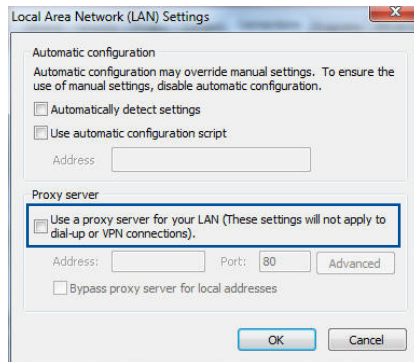 Local Area Network (LAN) Settings
Automatic configuration
Automatic configuration may override manual settings. To ensure the
use of manual settings, disable automatic configuration.
Automatically detect settings
Use automatic configuration script
Address
Proxy server
Use a proxy server for your LAN (These settings will not apply to
dial-up or VPN connections).
Address: Port: 80 Advanced
Bypass proxy server for local addresses
OK Cancel